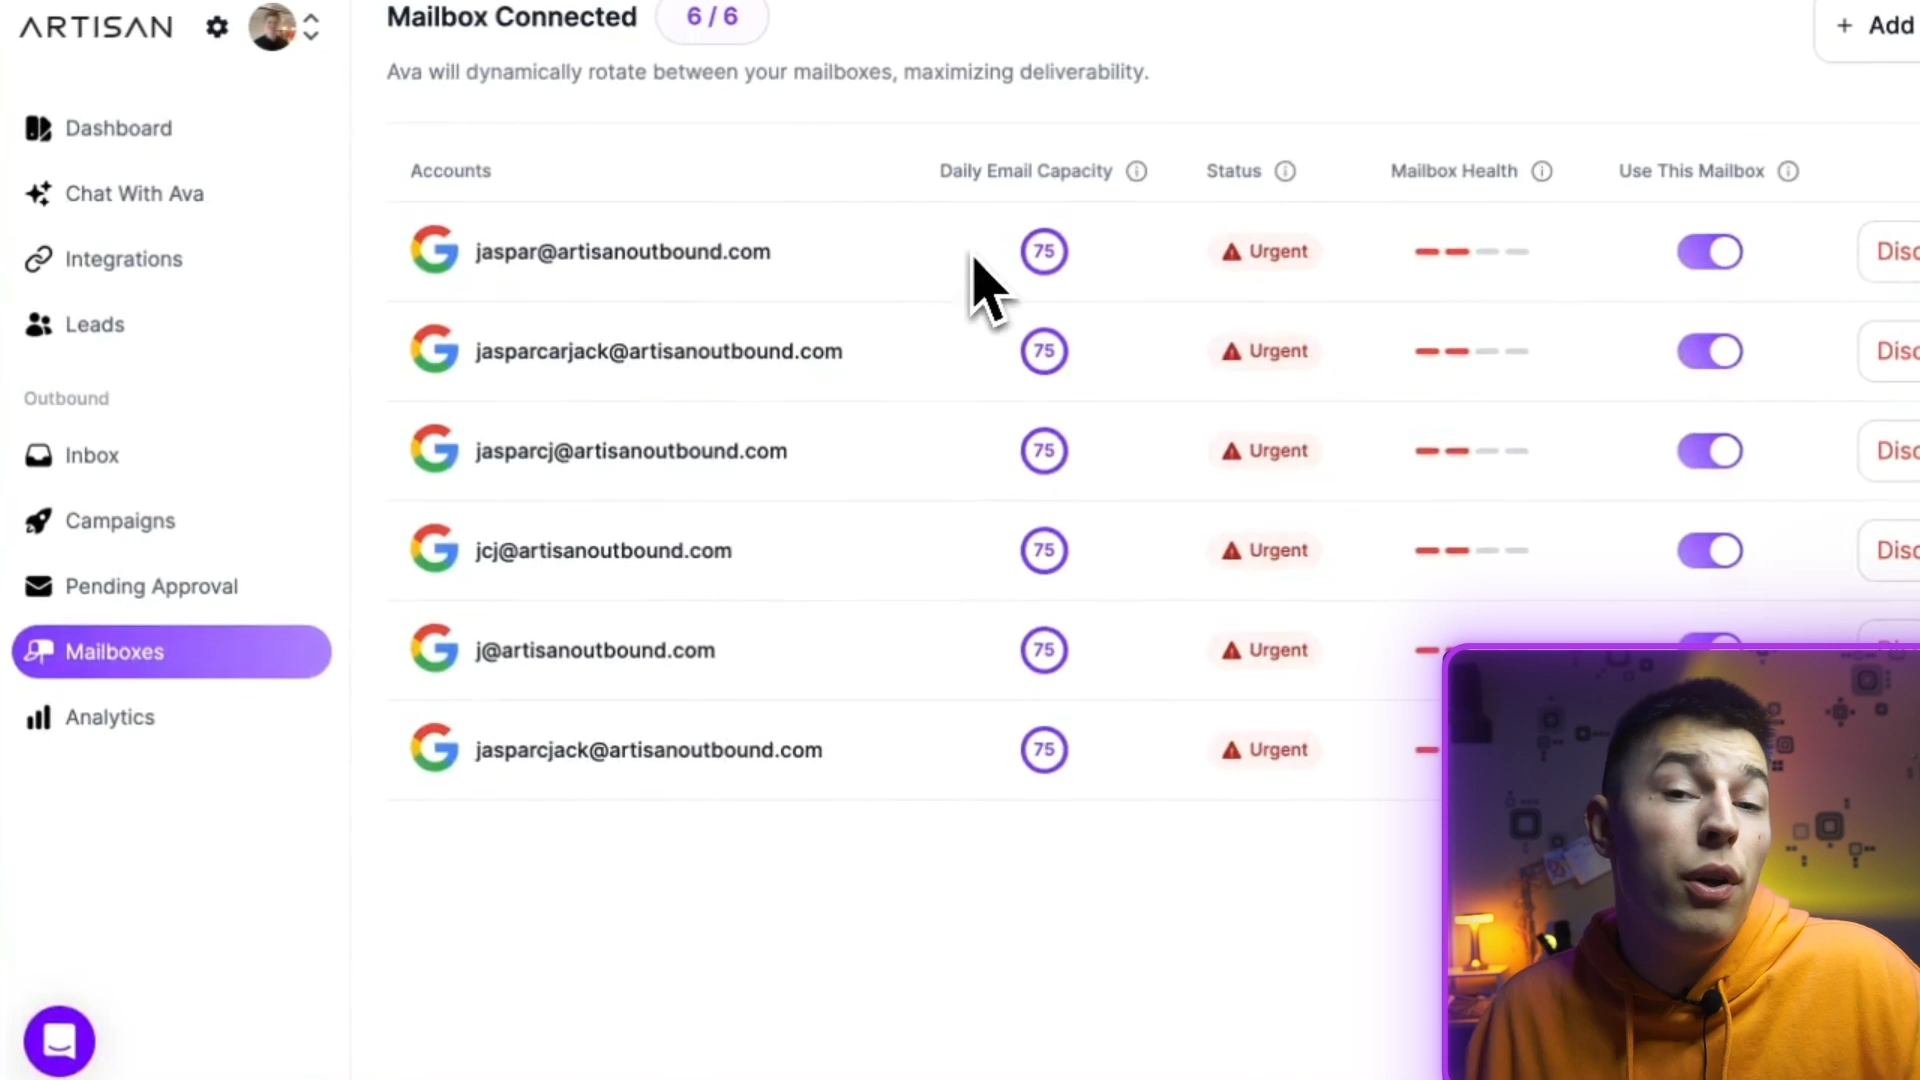 ARTISAN
Dashboard
Chat With Ava
Integrations
Leads
Outbound
Inbox
Campaigns
Pending Approval
Mailboxes
Analytics
Mailbox Connected 6 / 6
+ Add
Ava will dynamically rotate between your mailboxes, maximizing deliverability.
Accounts Daily Email Capacity Status Mailbox Health Use This Mailbox
jaspar@artisanoutbound.com 75 Urgent Disc
jasparcarjack@artisanoutbound.com 75 Urgent Disc
jasparcj@artisanoutbound.com 75 Urgent Disc
jcj@artisanoutbound.com 75 Urgent Disc
j@artisanoutbound.com 75 Urgent
jasparcjack@artisanoutbound.com 75 Urgent